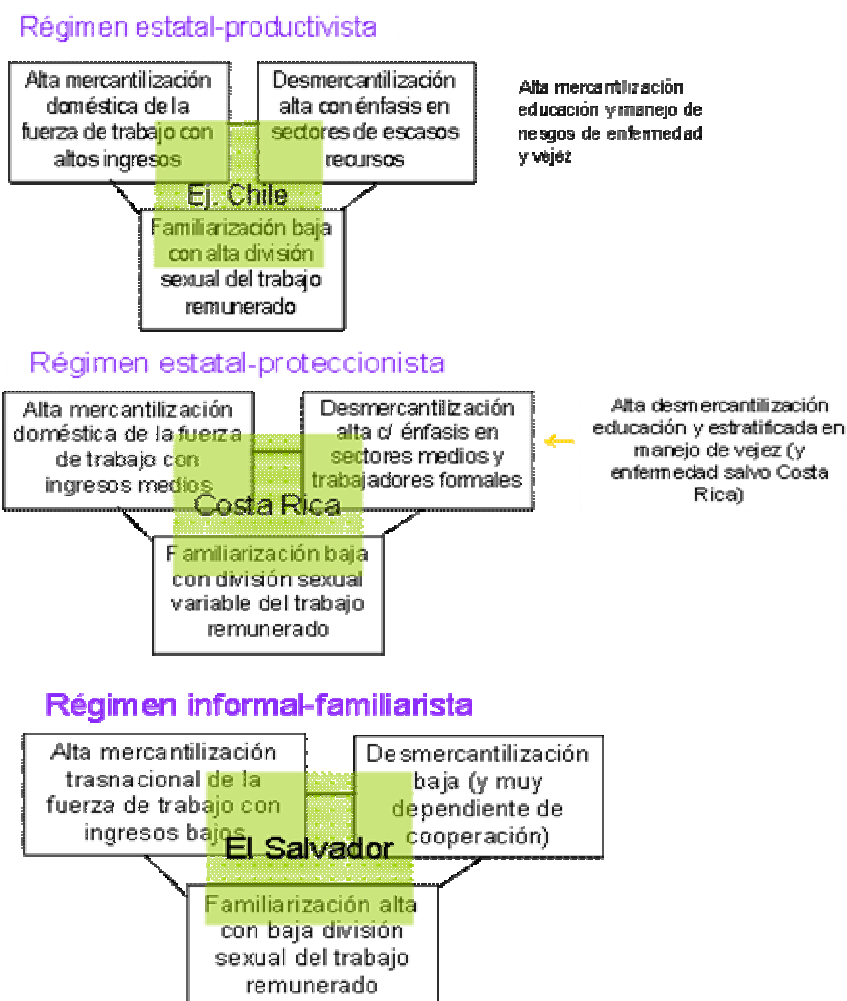 Régimen estatal-productivista
Alta mercantilización
doméstica de la
fuerza de trabajo con
altos ingresos
Desmercantilización
alta con énfasis en
sectores de escasos
recursos
Alta mercantilización
educación y manejo de
riesgos de enfermedad
y vejéz
Ej. Chile
Familiarización baja
con alta división
sexual del trabajo
remunerado
Régimen estatal-proteccionista
Alta mercantilización
doméstica de la fuerza
de trabajo con
ingresos medios
Desmercantilización
alta c/ énfasis en
sectores medios y
trabajadores formales
Alta desmercantilización
educación y estratificada en
manejo de vejez (y
enfermedad salvo Costa
Rica)
Costa Rica
Familiarización baja
con división sexual
variable del trabajo
remunerado
Régimen informal-familiarista
Alta mercantilización
trasnacional de la
fuerza de trabajo con
ingresos bajos
Desmercantilización
baja (y muy
dependiente de
cooperación)
El Salvador
Familiarización alta
con baja división
sexual del trabajo
remunerado